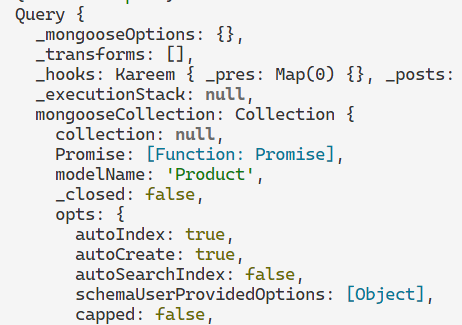 Query {
_mongooseOptions: {},
_transforms: [],
_hooks: Kareem { _pres: Map(0) {}, _posts:
_executionStack: null,
mongooseCollection: Collection {
collection: null,
Promise: [Function: Promise],
modelName: 'Product',
_closed: false,
opts: {
autoIndex: true,
autoCreate: true,
autoSearchIndex: false,
schemaUserProvidedOptions: [Object],
capped: false,